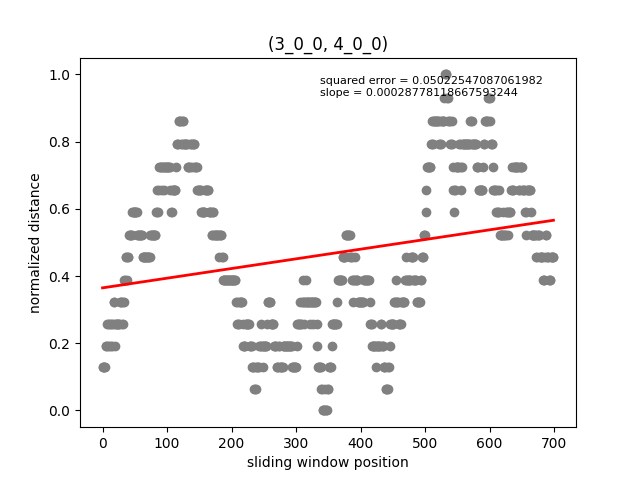 (3_0_0, 4_0_0)
squared error = 0.05022547087061982
slope = 0.00028778118667593244
1.0
0.8
0.6
0.4
0.2
0.0
normalized distance
0 100 200 300 400 500 600 700
sliding window position